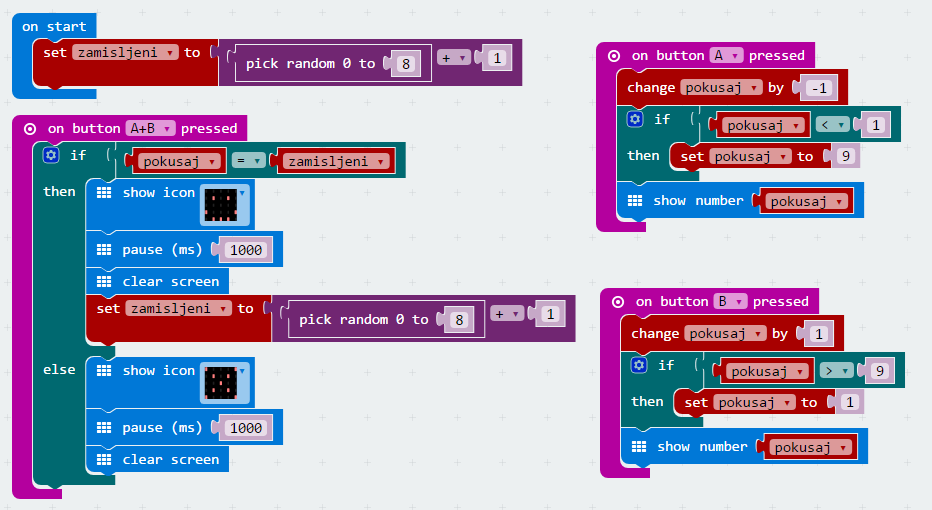 on start
set zamisljeni to pick random 0 to 8 + 1
on button A+B pressed
if pokusaj = zamisljeni
then show icon
pause (ms) 1000
clear screen
set zamisljeni to pick random 0 to 8 + 1
else show icon
pause (ms) 1000
clear screen
on button A pressed
change pokusaj by -1
if pokusaj < 1
then set pokusaj to 9
show number pokusaj
on button B pressed
change pokusaj by 1
if pokusaj > 9
then set pokusaj to 1
show number pokusaj